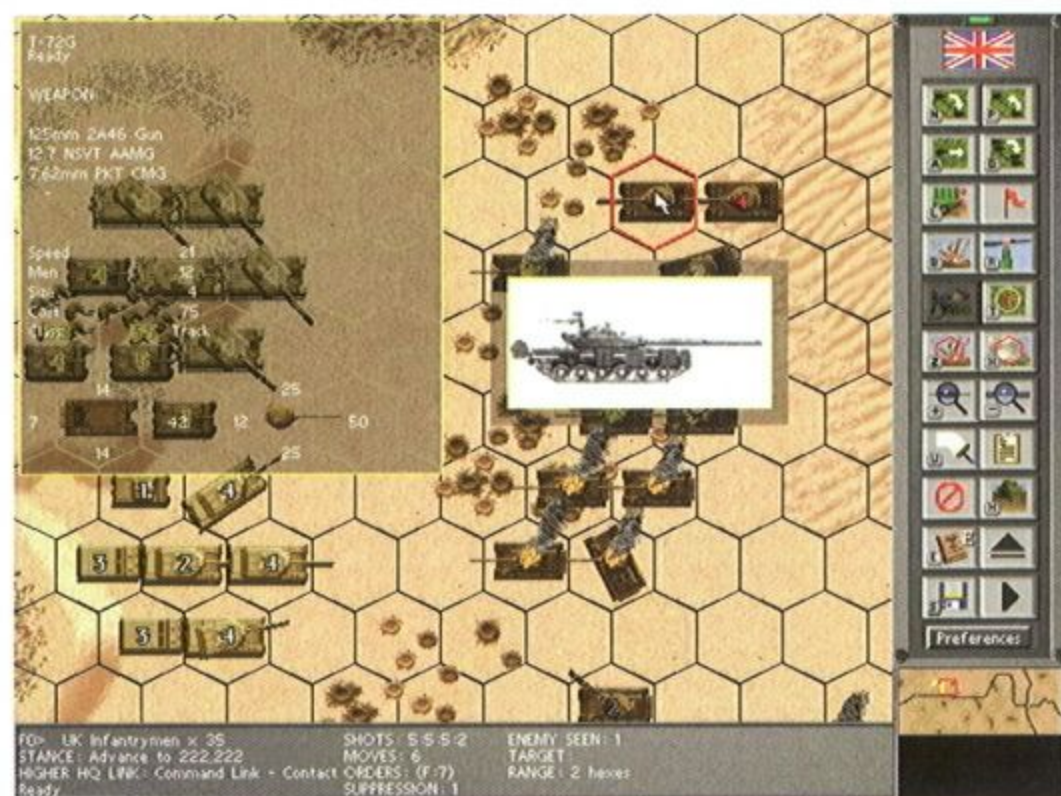 T-72G
Ready
WEAPON
125mm 2A46 Gun
12.7 NSVT AAMG
7.62mm PKT CMG
Speed 21
Men
Size
Cost 75
Track
14 25
7 42 12 50
14 25
1 4
3 2 4
3 4
FO> UK Infantrymen x 35
STANCE: Advance to 222,222
HIGHER HQ LINK: Command Link - Contact
Ready
SHOTS: 5:5:5:2
MOVES: 6
ORDERS: (F:7)
SUPPRESSION: 1
ENEMY SEEN: 1
TARGET:
RANGE: 2 hexes
Preferences